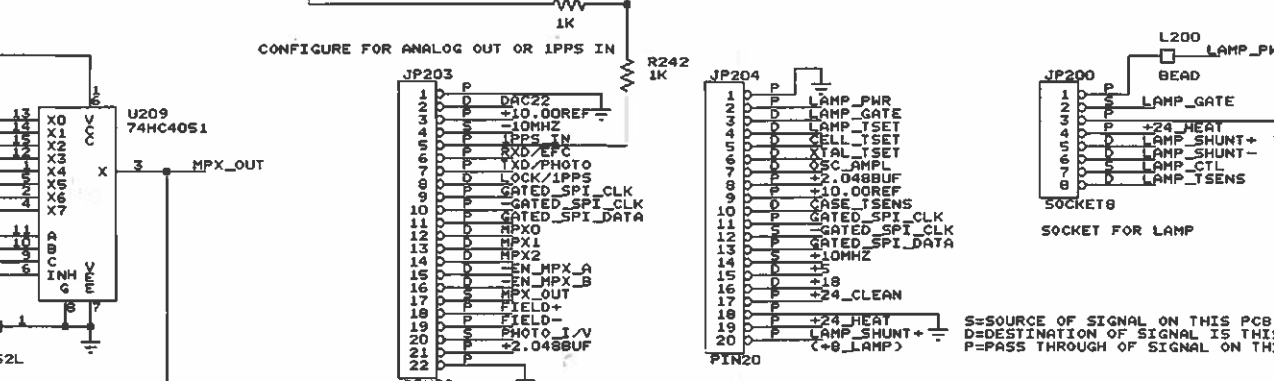 1K
CONFIGURE FOR ANALOG OUT OR 1PPS IN
R242
1K
L200
LAMP_PW
BEAD
U209
74HC4051
13 X0
14 X1
15 X2
12 X3
1 X4
5 X5
2 X6
4 X7
11 A
10 B
9 C
6 INH
VCC
1
6
G
VEE
8
7
X
3
MPX_OUT
1
52L
JP203
1 P
2 D DAC22
3 P +10.00REF
4 S -10MHZ
5 P 1PPS_IN
6 P RXD/EFC
7 P TXD/PHOTO
8 D LOCK/1PPS
9 P GATED_SPI_CLK
10 P -GATED_SPI_CLK
11 P GATED_SPI_DATA
12 D MPX0
13 D MPX1
14 D MPX2
15 D -EN_MPX_A
16 D -EN_MPX_B
17 S MPX_OUT
18 P FIELD+
19 P FIELD-
20 S PHOTO_I/V
21 P +2.048BUF
22 P
JP204
1 P
2 P LAMP_PWR
3 D LAMP_GATE
4 D LAMP_TSET
5 D CELL_TSET
6 D XTAL_TSET
7 D OSC_AMPL
8 P +2.048BUF
9 P +10.00REF
10 D CASE_TSENS
11 P GATED_SPI_CLK
12 S -GATED_SPI_CLK
13 P GATED_SPI_DATA
14 S +10MHZ
15 D +5
16 D +18
17 P +24_CLEAN
18 P
19 P +24_HEAT
20 P LAMP_SHUNT+
(+8_LAMP)
PIN20
JP200
1 P
2 S LAMP_GATE
3 P
4 P +24_HEAT
5 D LAMP_SHUNT+
6 D LAMP_SHUNT-
7 S LAMP_CTL
8 D LAMP_TSENS
SOCKET8
SOCKET FOR LAMP
S=SOURCE OF SIGNAL ON THIS PCB
D=DESTINATION OF SIGNAL IS THIS
P=PASS THROUGH OF SIGNAL ON THI